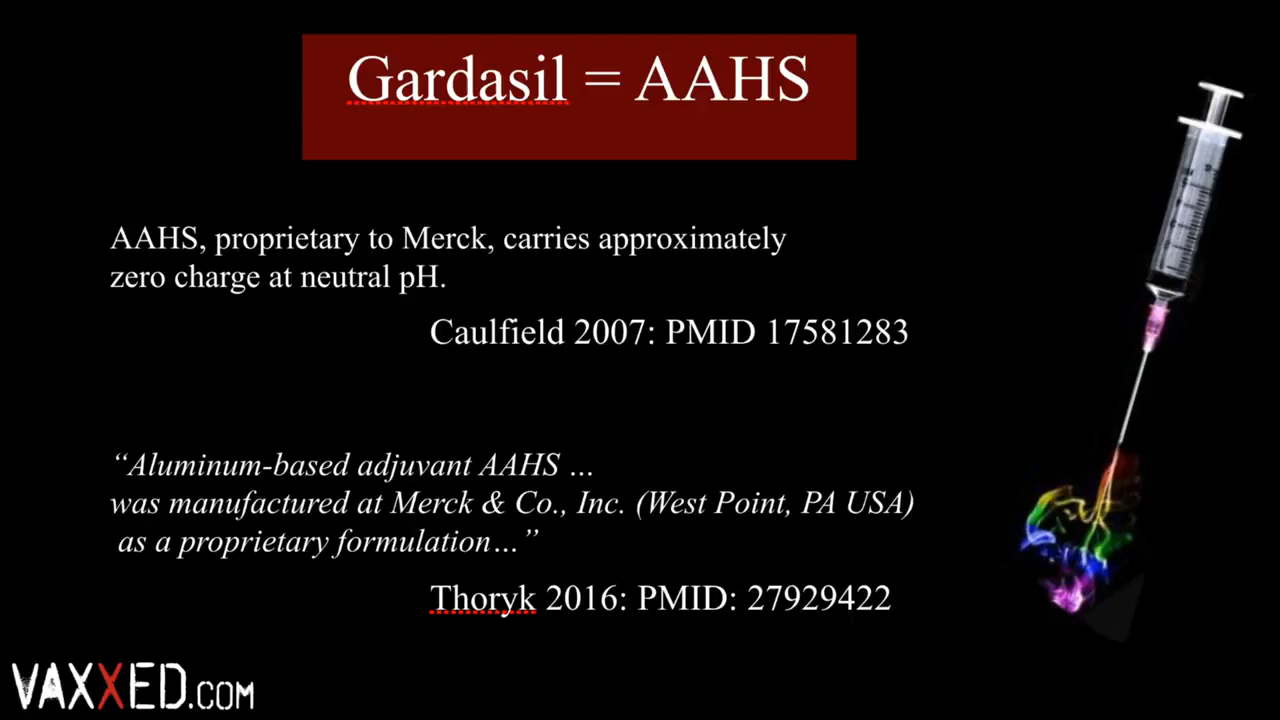 Gardasil = AAHS
AAHS, proprietary to Merck, carries approximately
zero charge at neutral pH.
Caulfield 2007: PMID 17581283
“Aluminum-based adjuvant AAHS …
was manufactured at Merck & Co., Inc. (West Point, PA USA)
as a proprietary formulation…”
Thoryk 2016: PMID: 27929422
VAXXED.COM